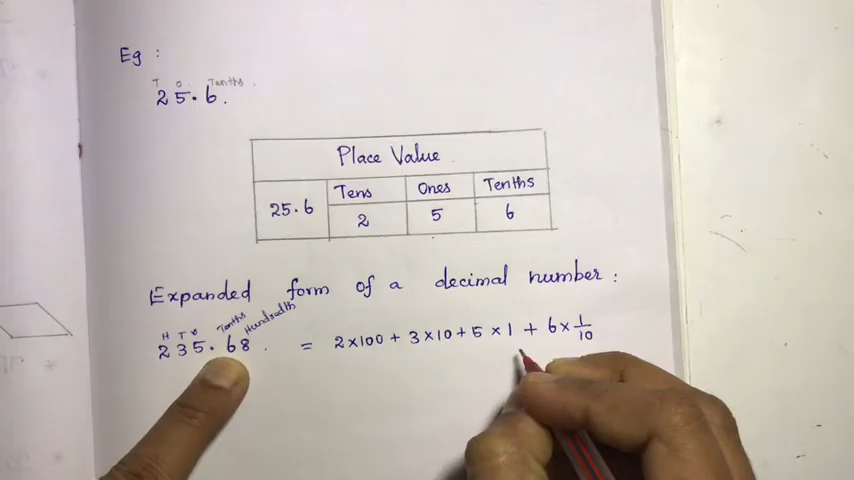 Eg :
T O Tenths.
25.6.
Place Value
25.6 Tens Ones Tenths
2 5 6
Expanded form of a decimal number :
H T O Tenths Hundredth
235.68. = 2×100 + 3×10 + 5×1 + 6×1/10